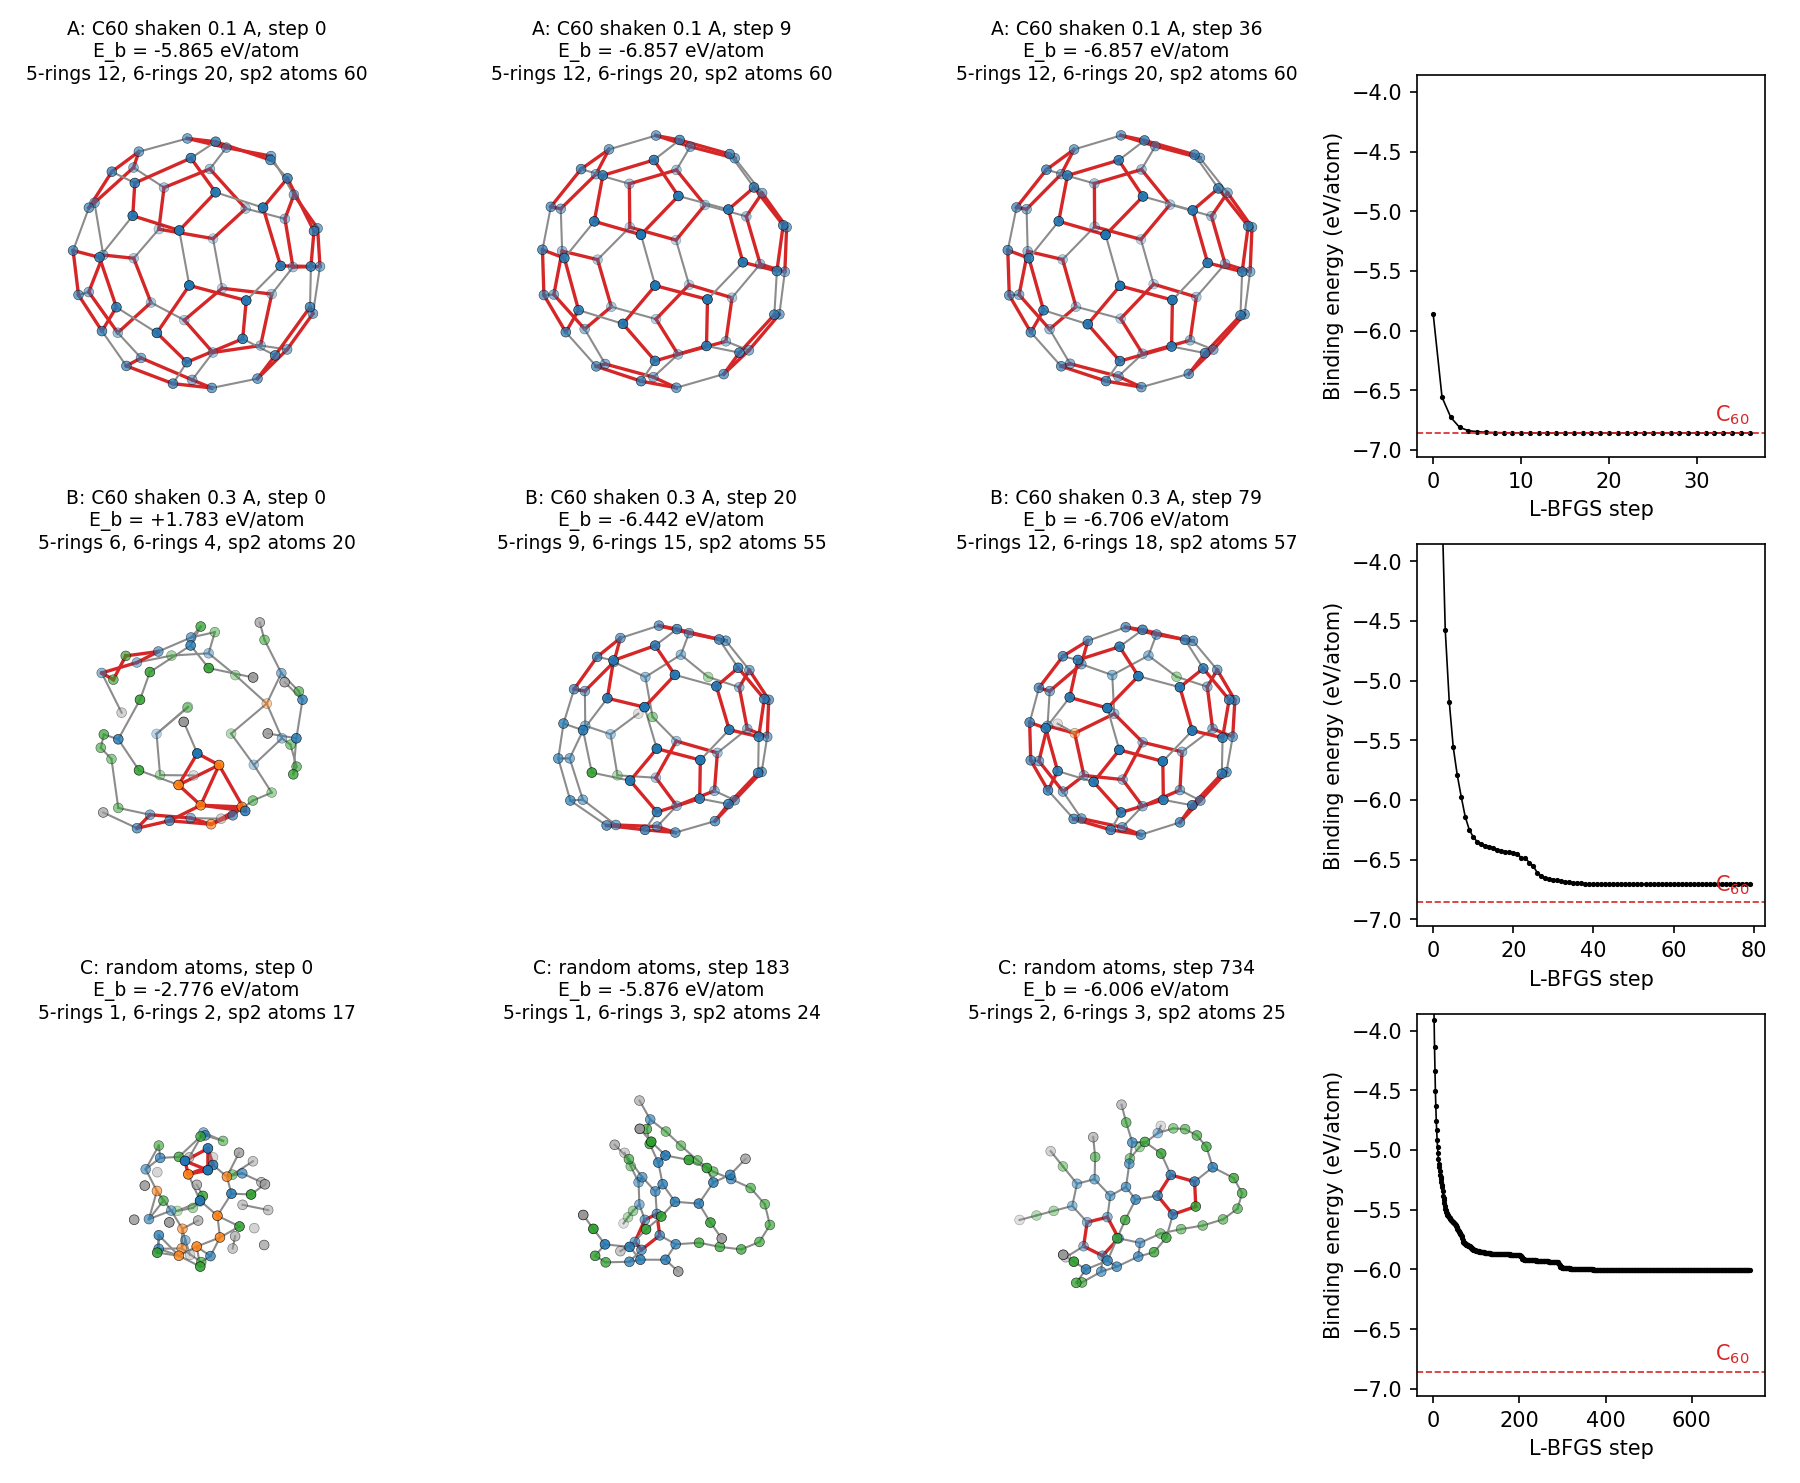 A: C60 shaken 0.1 A, step 0
E_b = -5.865 eV/atom
5-rings 12, 6-rings 20, sp2 atoms 60
A: C60 shaken 0.1 A, step 9
E_b = -6.857 eV/atom
5-rings 12, 6-rings 20, sp2 atoms 60
A: C60 shaken 0.1 A, step 36
E_b = -6.857 eV/atom
5-rings 12, 6-rings 20, sp2 atoms 60
Binding energy (eV/atom)
−4.0
−4.5
−5.0
−5.5
−6.0
−6.5
−7.0
C₆₀
0 10 20 30
L-BFGS step
B: C60 shaken 0.3 A, step 0
E_b = +1.783 eV/atom
5-rings 6, 6-rings 4, sp2 atoms 20
B: C60 shaken 0.3 A, step 20
E_b = -6.442 eV/atom
5-rings 9, 6-rings 15, sp2 atoms 55
B: C60 shaken 0.3 A, step 79
E_b = -6.706 eV/atom
5-rings 12, 6-rings 18, sp2 atoms 57
Binding energy (eV/atom)
−4.0
−4.5
−5.0
−5.5
−6.0
−6.5
−7.0
C₆₀
0 20 40 60 80
L-BFGS step
C: random atoms, step 0
E_b = -2.776 eV/atom
5-rings 1, 6-rings 2, sp2 atoms 17
C: random atoms, step 183
E_b = -5.876 eV/atom
5-rings 1, 6-rings 3, sp2 atoms 24
C: random atoms, step 734
E_b = -6.006 eV/atom
5-rings 2, 6-rings 3, sp2 atoms 25
Binding energy (eV/atom)
−4.0
−4.5
−5.0
−5.5
−6.0
−6.5
−7.0
C₆₀
0 200 400 600
L-BFGS step